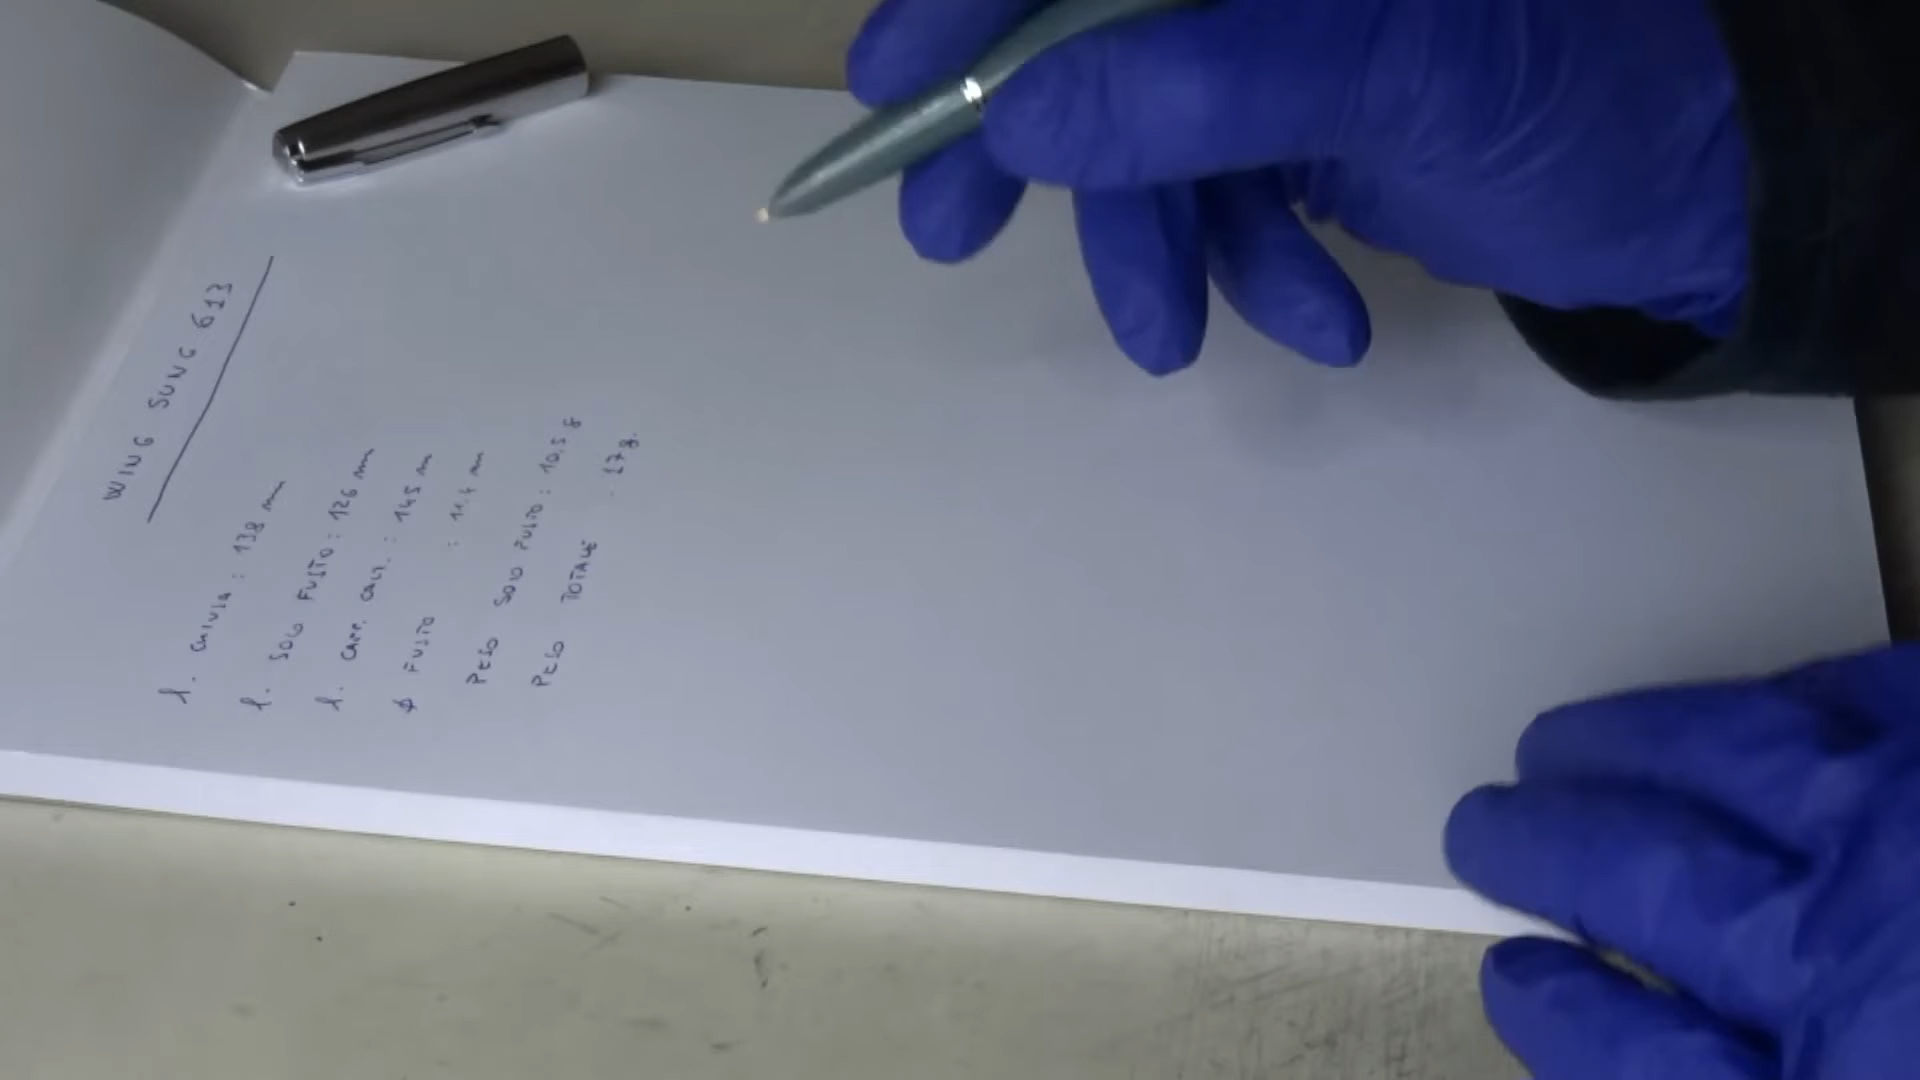 WING SUNG 613
l. CHIUSA : 138 mm
l. SOLO FUSTO : 126 mm
l. CAPP. CALZ. : 145 mm
φ FUSTO : 11.4 mm
PESO SOLO FUSTO : 10.5 g
PESO TOTALE : 17 g.